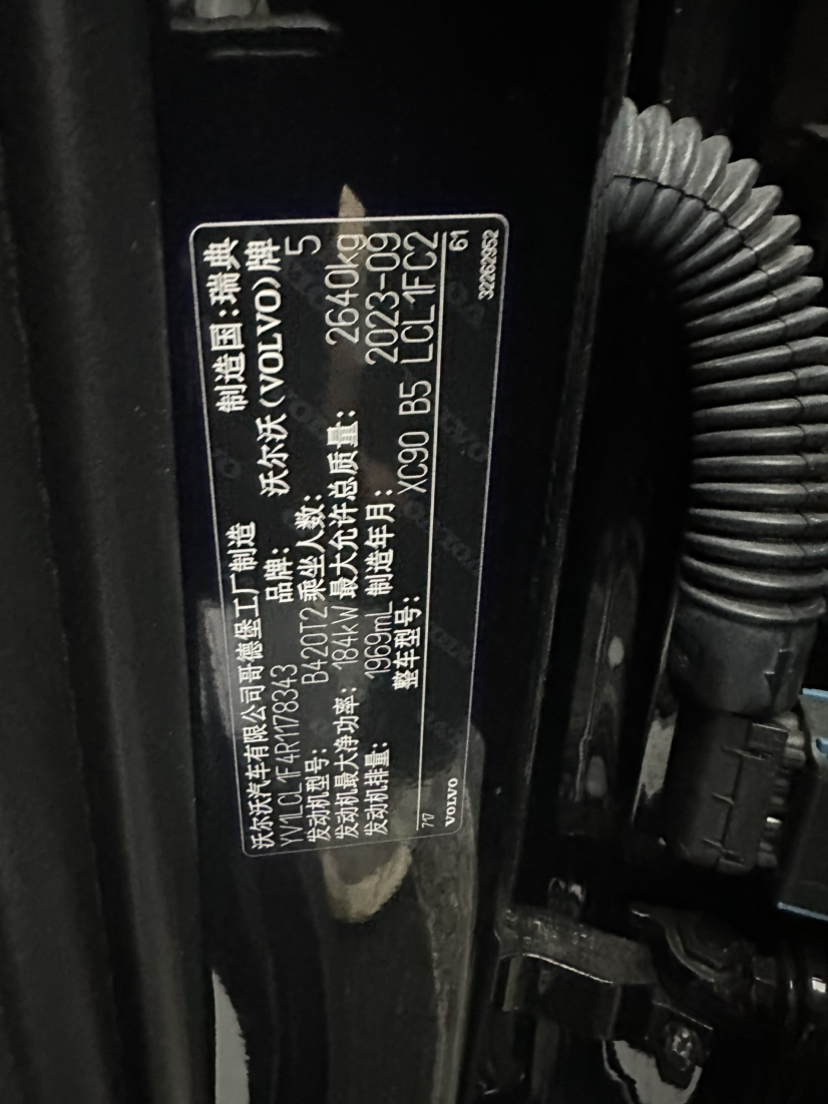 沃尔沃汽车有限公司哥德堡工厂制造 制造国:瑞典
YV1LCL1F4R1178343 品牌: 沃尔沃(VOLVO)牌
发动机型号: B420T2 乘坐人数: 5
发动机最大净功率: 184kW 最大允许总质量: 2640kg
发动机排量: 1969mL 制造年月: 2023-09
整车型号: XC90 B5 LCL1FC2
717 61
VOLVO 32262952